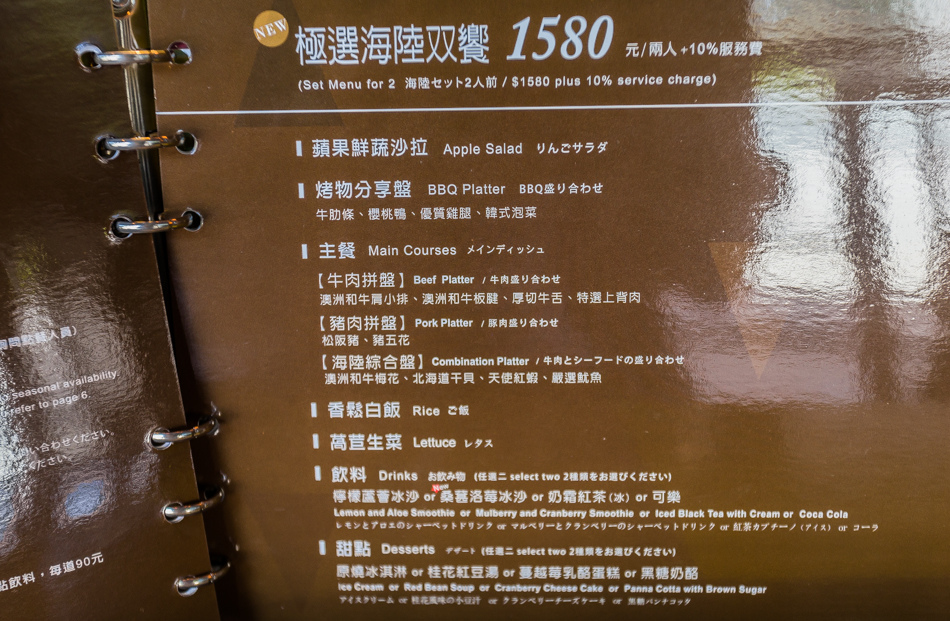 NEW 極選海陸双饗 1580 元/兩人+10%服務費
(Set Menu for 2 海陸セット2人前 / $1580 plus 10% service charge)
蘋果鮮蔬沙拉 Apple Salad りんごサラダ
烤物分享盤 BBQ Platter BBQ盛り合わせ
牛肋條、櫻桃鴨、優質雞腿、韓式泡菜
主餐 Main Courses メインディッシュ
【牛肉拼盤】 Beef Platter / 牛肉盛り合わせ
澳洲和牛肩小排、澳洲和牛板腱、厚切牛舌、特選上背肉
【豬肉拼盤】 Pork Platter / 豚肉盛り合わせ
松阪豬、豬五花
【海陸綜合盤】 Combination Platter / 牛肉とシーフードの盛り合わせ
澳洲和牛梅花、北海道干貝、天使紅蝦、嚴選魷魚
香鬆白飯 Rice ご飯
萵苣生菜 Lettuce レタス
飲料 Drinks お飲み物 (任選二 select two 2種類をお選びください)
檸檬蘆薈冰沙 or New 桑葚洛莓冰沙 or 奶霜紅茶(冰) or 可樂
Lemon and Aloe Smoothie or Mulberry and Cranberry Smoothie or Iced Black Tea with Cream or Coca Cola
レモンとアロエのシャーベットドリンク or マルベリーとクランベリーのシャーベットドリンク or 紅茶カプチーノ(アイス) or コーラ
甜點 Desserts デザート (任選二 select two 2種類をお選びください)
原燒冰淇淋 or 桂花紅豆湯 or 蔓越莓乳酪蛋糕 or 黑糖奶酪
Ice Cream or Red Bean Soup or Cranberry Cheese Cake or Panna Cotta with Brown Sugar
アイスクリーム or 桂花風味の小豆汁 or クランベリーチーズケーキ or 黒糖パンナコッタ
人員)
seasonal availability.
refer to page 6
問い合わせください。
ください。
點飲料，每道90元